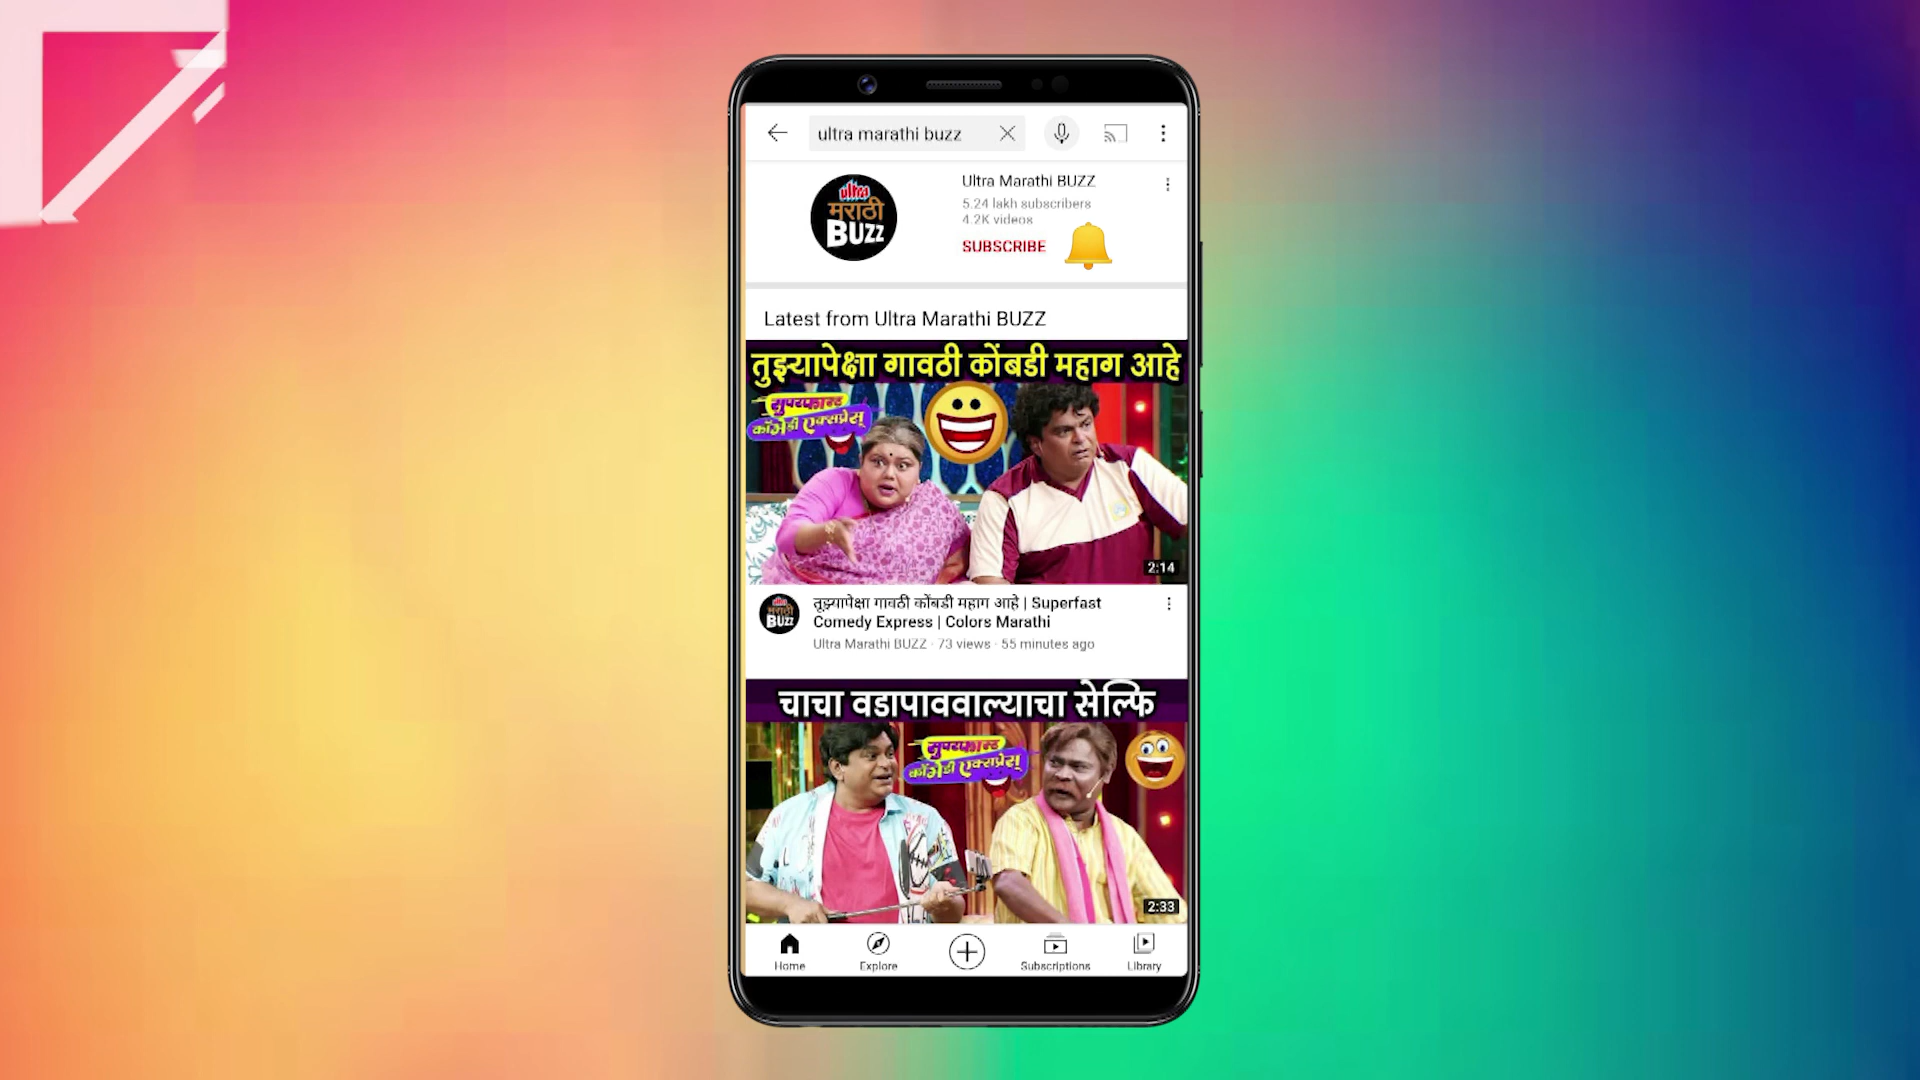 ultra marathi buzz
ultra
मराठी
BUZZ
Ultra Marathi BUZZ
5.24 lakh subscribers
4.2K videos
SUBSCRIBE
Latest from Ultra Marathi BUZZ
तुझ्यापेक्षा गावठी कोंबडी महाग आहे
सुपरफास्ट
कॉमेडी एक्सप्रेस्
2:14
ultra
मराठी
BUZZ
तूझ्यापेक्षा गावठी कोंबडी महाग आहे | Superfast
Comedy Express | Colors Marathi
Ultra Marathi BUZZ · 73 views · 55 minutes ago
चाचा वडापाववाल्याचा सेल्फि
सुपरफास्ट
कॉमेडी एक्सप्रेस्
2:33
Home
Explore
Subscriptions
Library